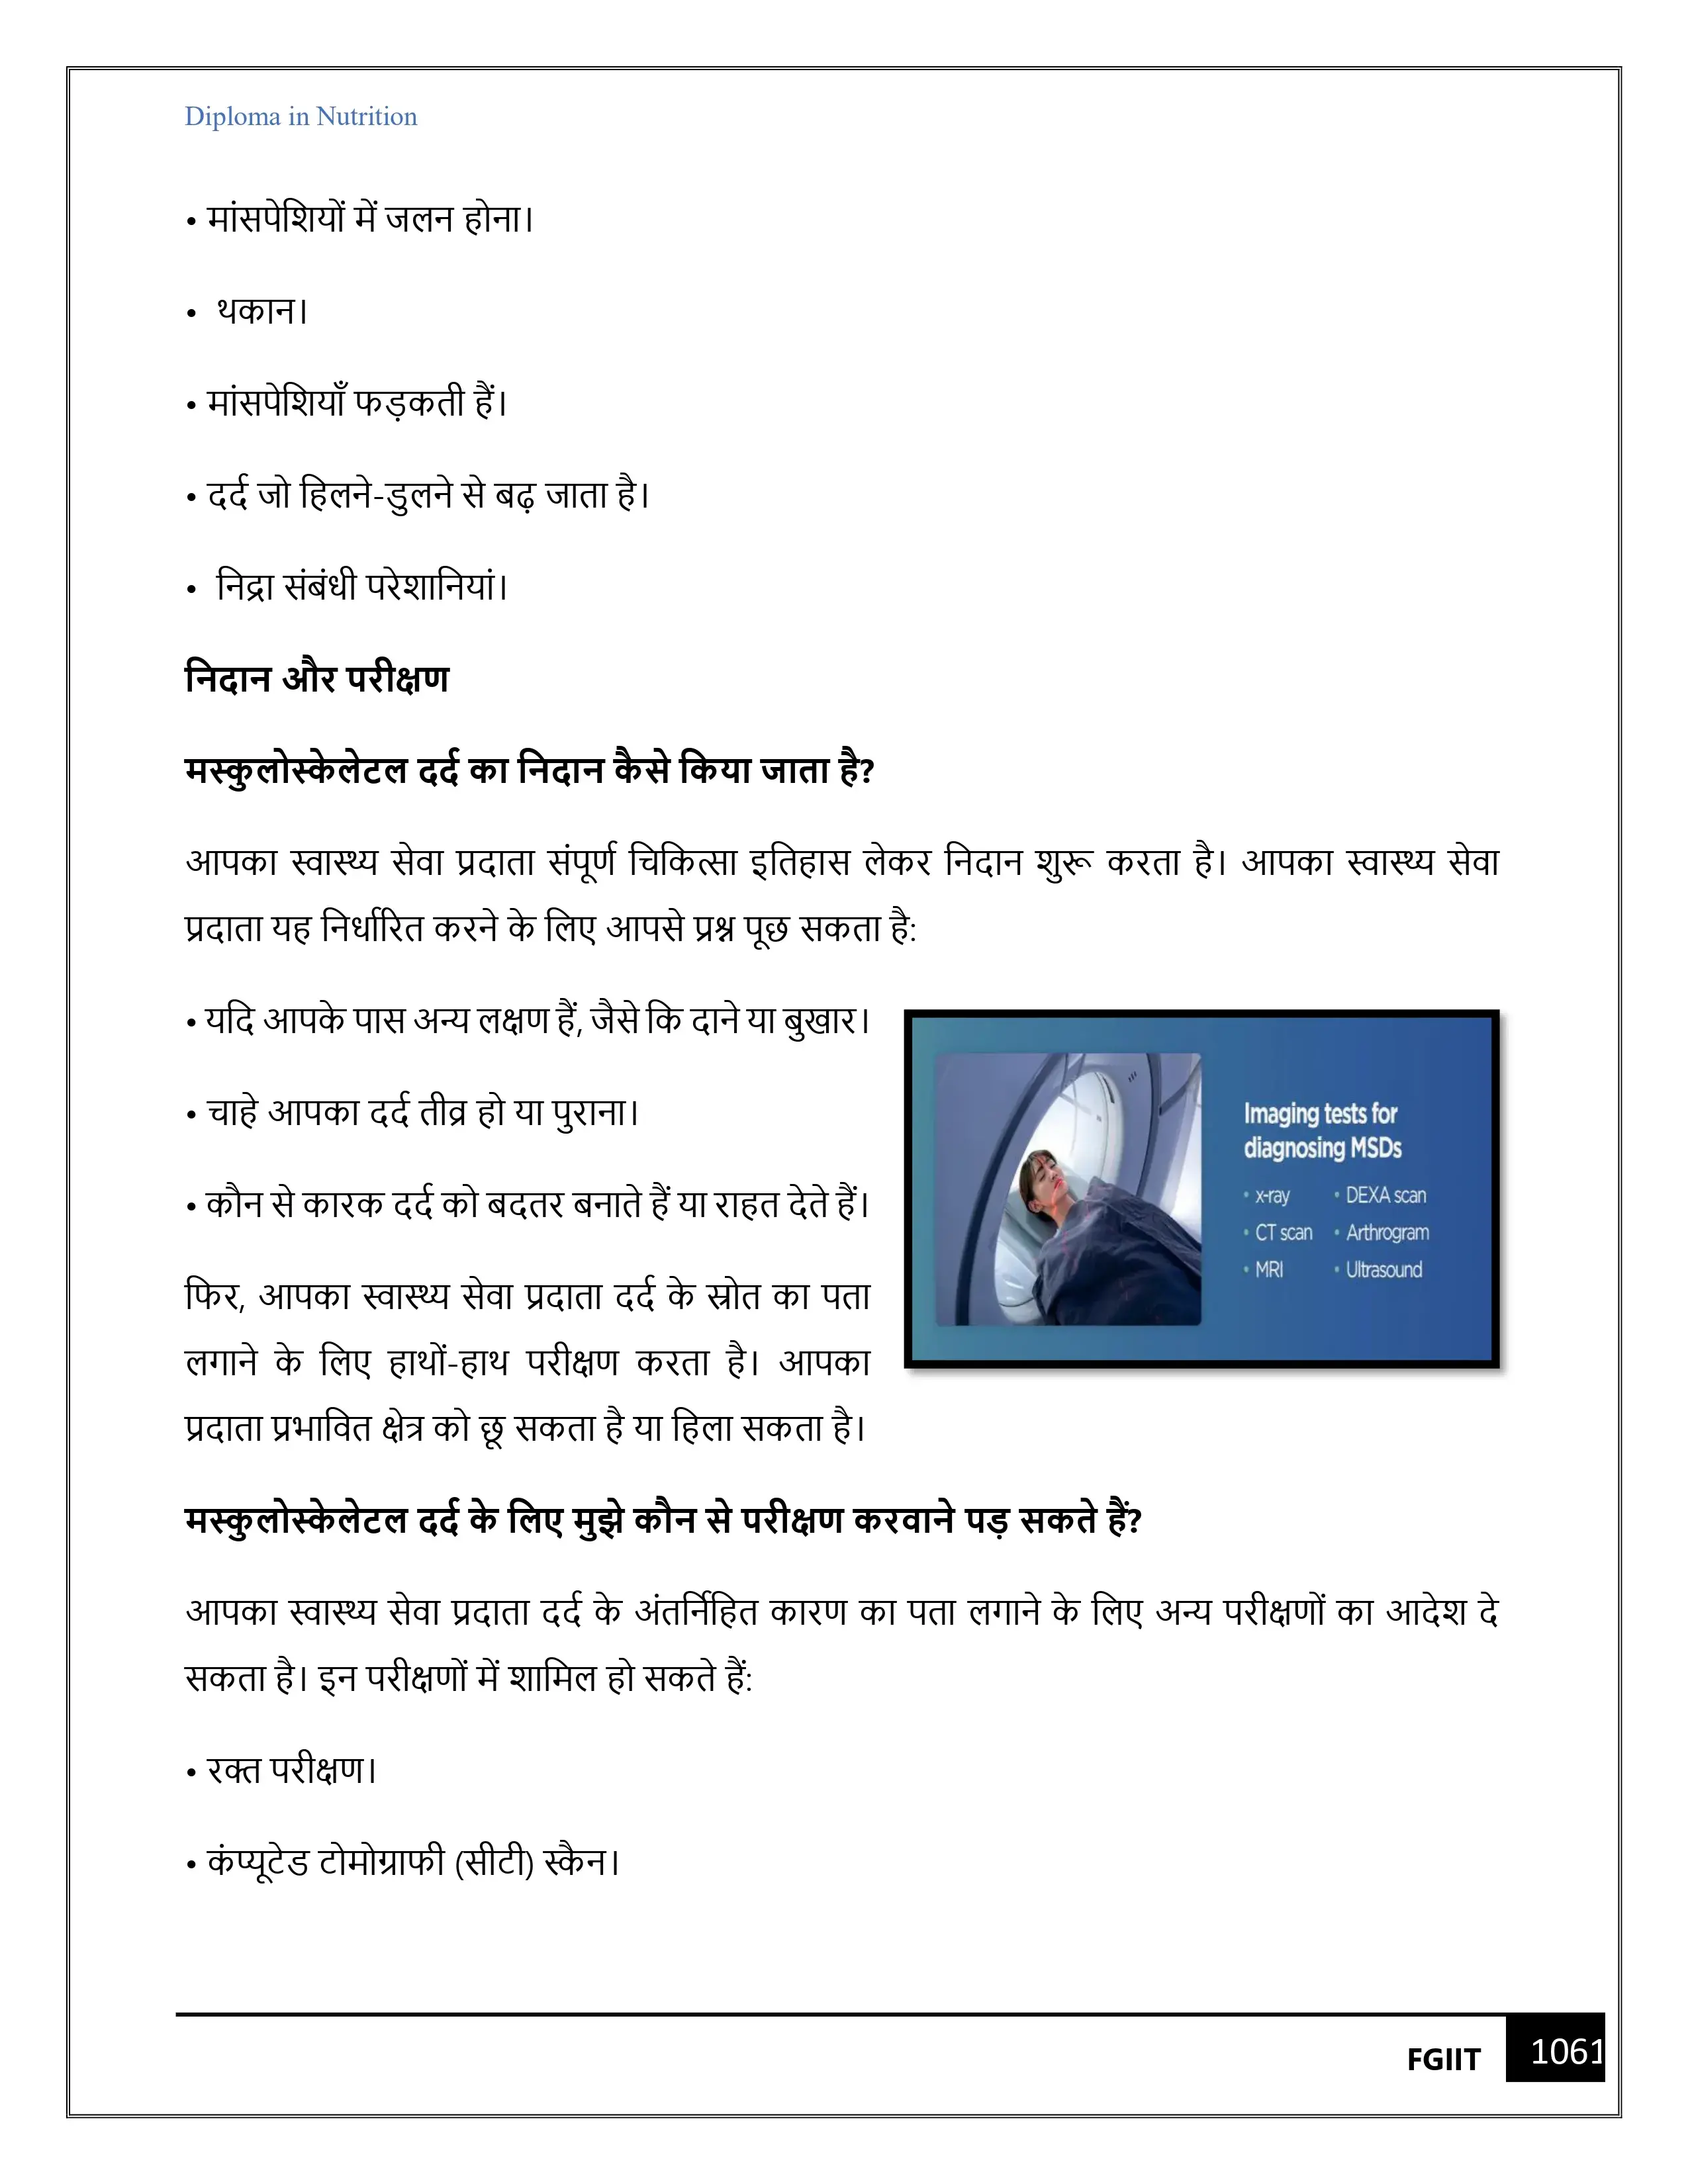 Diploma in Nutrition
• मांसपेशियों में जलन होना।
• थकान।
• मांसपेशियाँ फड़कती हैं।
• दर्द जो हिलने-डुलने से बढ़ जाता है।
• निद्रा संबंधी परेशानियां।
निदान और परीक्षण
मस्कुलोस्केलेटल दर्द का निदान कैसे किया जाता है?
आपका स्वास्थ्य सेवा प्रदाता संपूर्ण चिकित्सा इतिहास लेकर निदान शुरू करता है। आपका स्वास्थ्य सेवा
प्रदाता यह निर्धारित करने के लिए आपसे प्रश्न पूछ सकता है:
• यदि आपके पास अन्य लक्षण हैं, जैसे कि दाने या बुखार।
• चाहे आपका दर्द तीव्र हो या पुराना।
• कौन से कारक दर्द को बदतर बनाते हैं या राहत देते हैं।
फिर, आपका स्वास्थ्य सेवा प्रदाता दर्द के स्रोत का पता
लगाने के लिए हाथों-हाथ परीक्षण करता है। आपका
प्रदाता प्रभावित क्षेत्र को छू सकता है या हिला सकता है।
Imaging tests for
diagnosing MSDs
• x-ray • DEXA scan
• CT scan • Arthrogram
• MRI • Ultrasound
मस्कुलोस्केलेटल दर्द के लिए मुझे कौन से परीक्षण करवाने पड़ सकते हैं?
आपका स्वास्थ्य सेवा प्रदाता दर्द के अंतर्निहित कारण का पता लगाने के लिए अन्य परीक्षणों का आदेश दे
सकता है। इन परीक्षणों में शामिल हो सकते हैं:
• रक्त परीक्षण।
• कंप्यूटेड टोमोग्राफी (सीटी) स्कैन।
FGIIT 1061